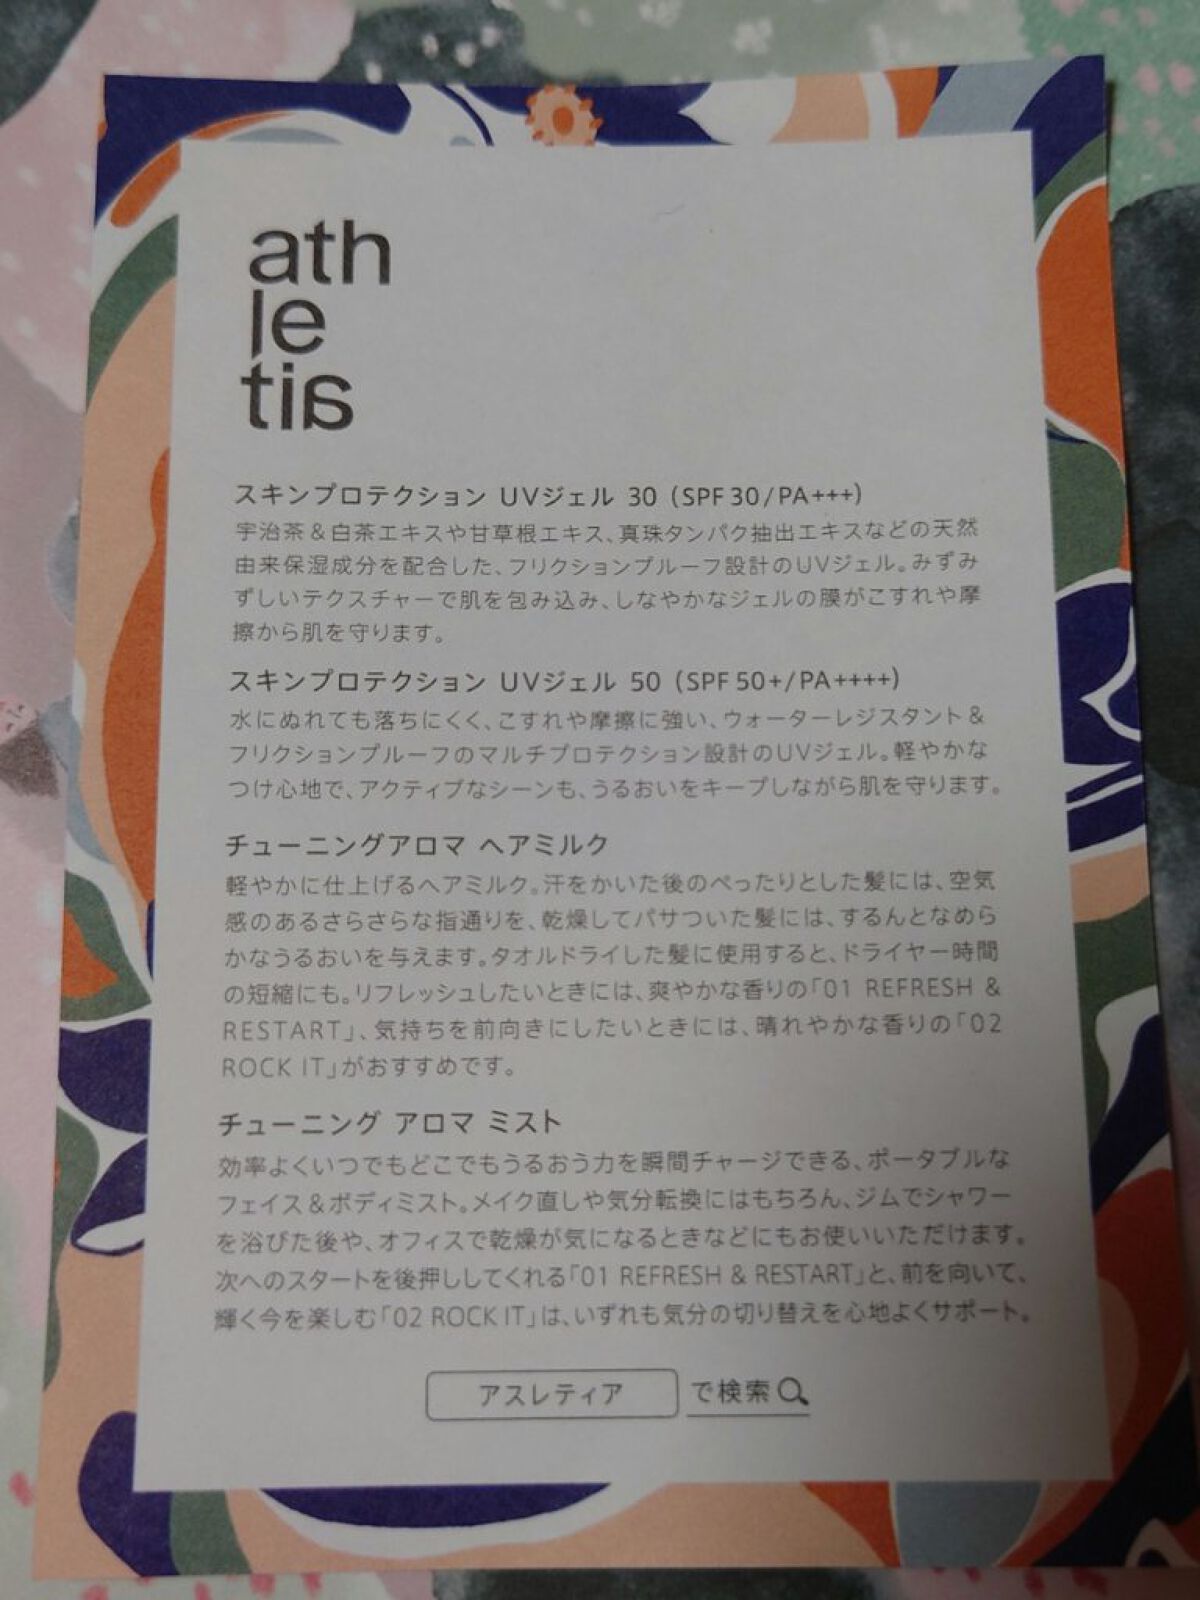 ath
le
tia
スキンプロテクション UVジェル 30 (SPF30/PA+++)
宇治茶&白茶エキスや甘草根エキス、真珠タンパク抽出エキスなどの天然
由来保湿成分を配合した、フリクションプルーフ設計のUVジェル。みずみ
ずしいテクスチャーで肌を包み込み、しなやかなジェルの膜がこすれや摩
擦から肌を守ります。
スキンプロテクション UVジェル 50 (SPF50+/PA++++)
水にぬれても落ちにくく、こすれや摩擦に強い、ウォーターレジスタント&
フリクションプルーフのマルチプロテクション設計のUVジェル。軽やかな
つけ心地で、アクティブなシーンも、うるおいをキープしながら肌を守ります。
チューニングアロマ ヘアミルク
軽やかに仕上げるヘアミルク。汗をかいた後のぺったりとした髪には、空気
感のあるさらさらな指通りを、乾燥してパサついた髪には、するんとなめら
かなうるおいを与えます。タオルドライした髪に使用すると、ドライヤー時間
の短縮にも。リフレッシュしたいときには、爽やかな香りの「01 REFRESH &
RESTART」、気持ちを前向きにしたいときには、晴れやかな香りの「02
ROCK IT」がおすすめです。
チューニング アロマ ミスト
効率よくいつでもどこでもうるおう力を瞬間チャージできる、ポータブルな
フェイス&ボディミスト。メイク直しや気分転換にはもちろん、ジムでシャワー
を浴びた後や、オフィスで乾燥が気になるときなどにもお使いいただけます。
次へのスタートを後押ししてくれる「01 REFRESH & RESTART」と、前を向いて、
輝く今を楽しむ「02 ROCK IT」は、いずれも気分の切り替えを心地よくサポート。
アスレティア で検索